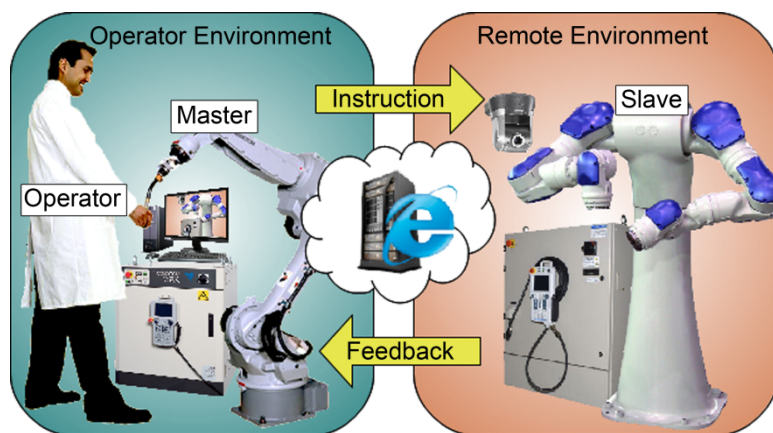 Operator Environment
Remote Environment
Instruction
Master
Slave
Operator
Feedback